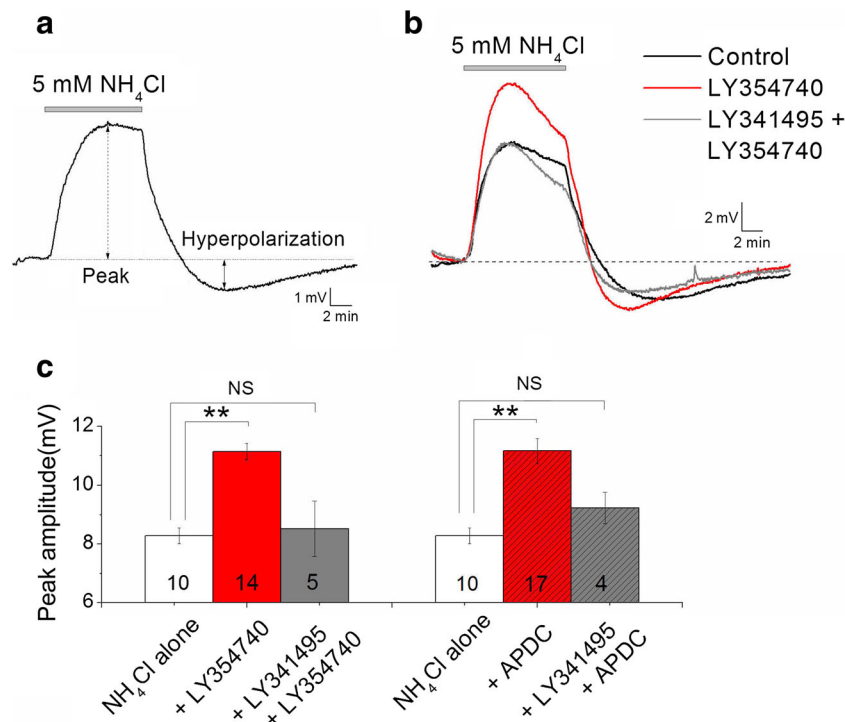 a
5 mM NH4Cl
Peak
Hyperpolarization
1 mV
2 min
b
5 mM NH4Cl
Control
LY354740
LY341495 +
LY354740
2 mV
2 min
c
Peak amplitude(mV)
12
10
8
6
NS
**
NS
**
10
14
5
10
17
4
NH4Cl alone
+ LY354740
+ LY341495
+ LY354740
NH4Cl alone
+ APDC
+ LY341495
+ APDC